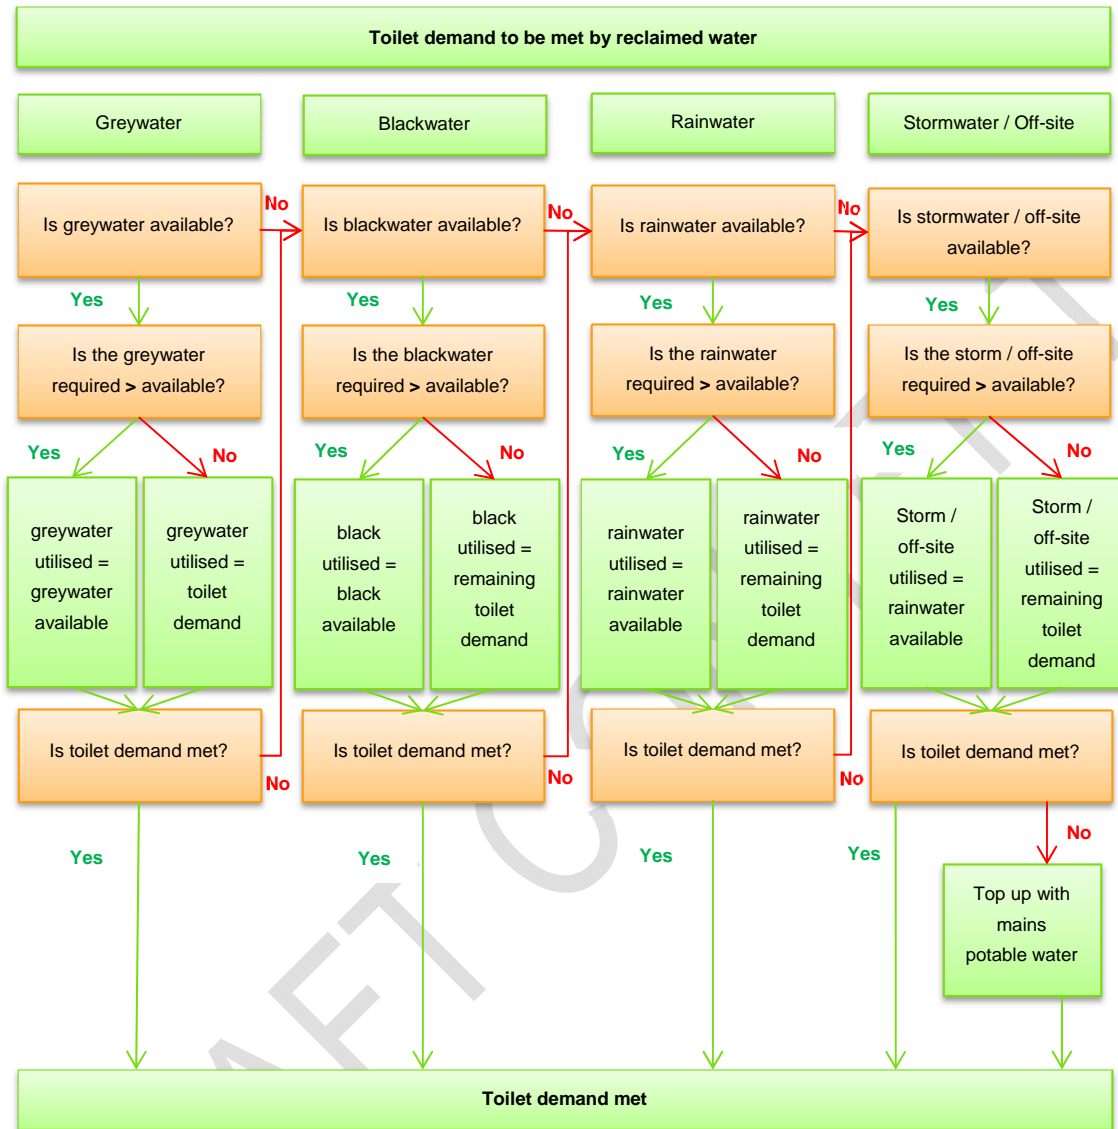 Toilet demand to be met by reclaimed water
Greywater
Blackwater
Rainwater
Stormwater / Off-site
Is greywater available?
No
Is blackwater available?
No
Is rainwater available?
No
Is stormwater / off-site
available?
Yes
Yes
Yes
Yes
Is the greywater
required > available?
Is the blackwater
required > available?
Is the rainwater
required > available?
Is the storm / off-site
required > available?
Yes
No
Yes
No
Yes
No
Yes
No
greywater
utilised =
greywater
available
greywater
utilised =
toilet
demand
black
utilised =
black
available
black
utilised =
remaining
toilet
demand
rainwater
utilised =
rainwater
available
rainwater
utilised =
remaining
toilet
demand
Storm /
off-site
utilised =
rainwater
available
Storm /
off-site
utilised =
remaining
toilet
demand
Is toilet demand met?
No
Is toilet demand met?
No
Is toilet demand met?
No
Is toilet demand met?
Yes
Yes
Yes
Yes
No
Top up with
mains
potable water
Toilet demand met